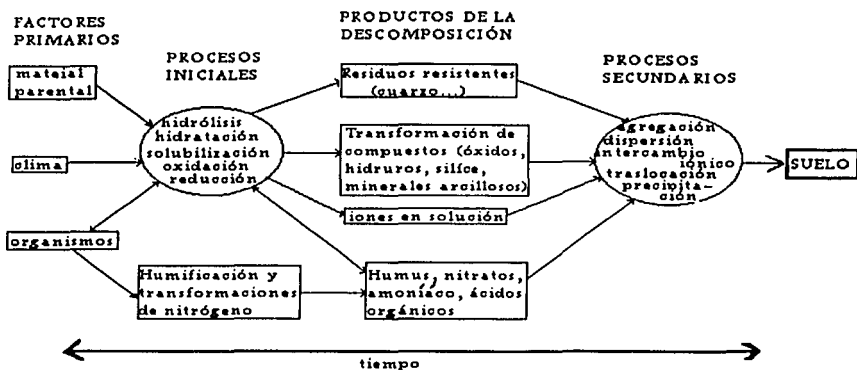 FACTORES
PRIMARIOS
mateial
parental
clima
organismos
PROCESOS
INICIALES
hidrólisis
hidratación
solubilización
oxidación
reducción
Humificación y
transformaciones
de nitrógeno
PRODUCTOS DE LA
DESCOMPOSICIÓN
Residuos resistentes
(cuarzo...)
Transformación de
compuestos (óxidos,
hidruros, silíce,
minerales arcillosos)
iones en solución
Humus, nitratos,
amoníaco, ácidos
orgánicos
PROCESOS
SECUNDARIOS
agregación
dispersión
intercambio
iónico
traslocación
precipita-
ción
SUELO
tiempo